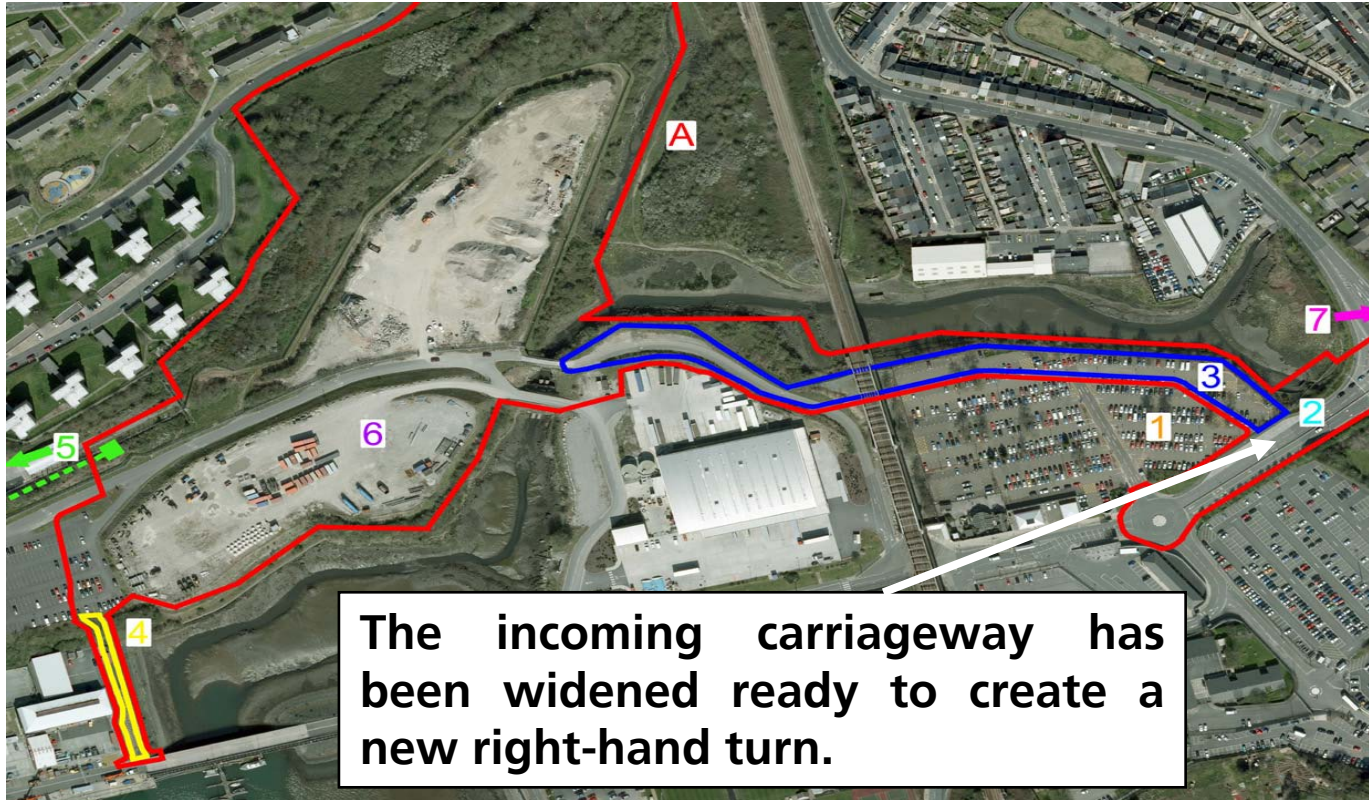 A
7
3
2
1
5
6
4
The incoming carriageway has
been widened ready to create a
new right-hand turn.